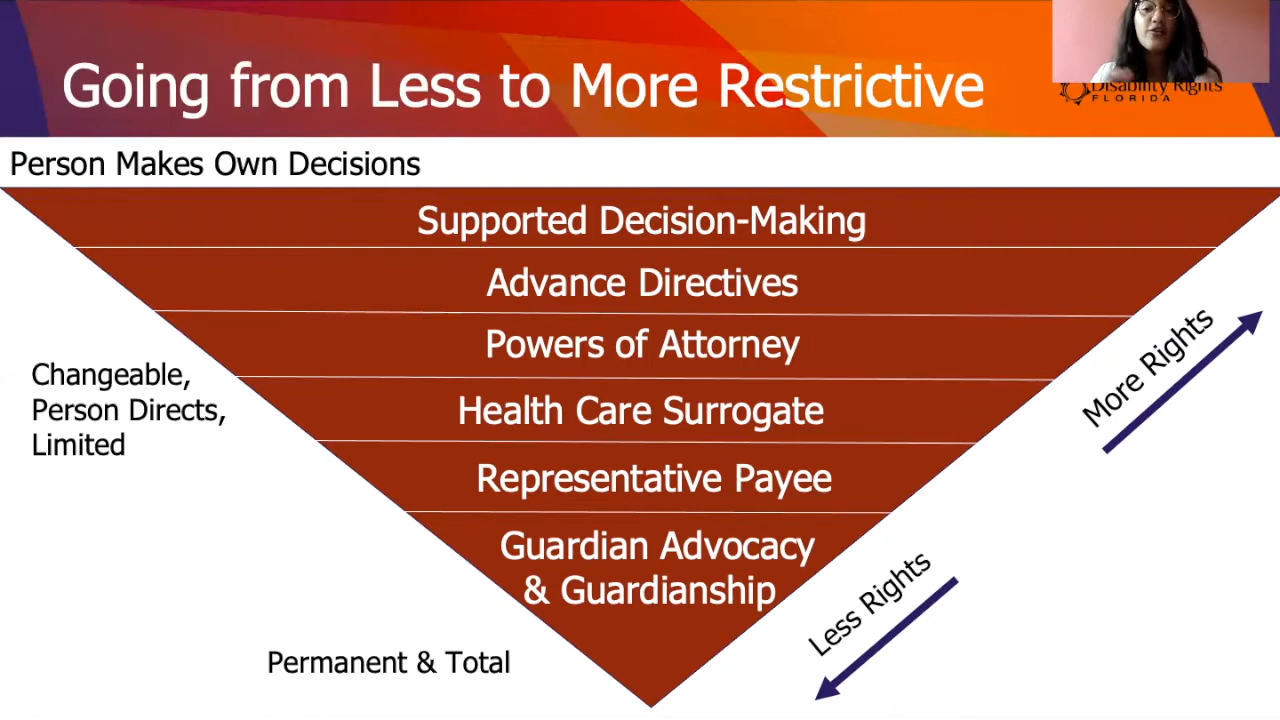 Going from Less to More Restrictive
Disability Rights
FLORIDA
Person Makes Own Decisions
Supported Decision-Making
Advance Directives
Powers of Attorney
Health Care Surrogate
Representative Payee
Guardian Advocacy
& Guardianship
Changeable,
Person Directs,
Limited
More Rights
Less Rights
Permanent & Total